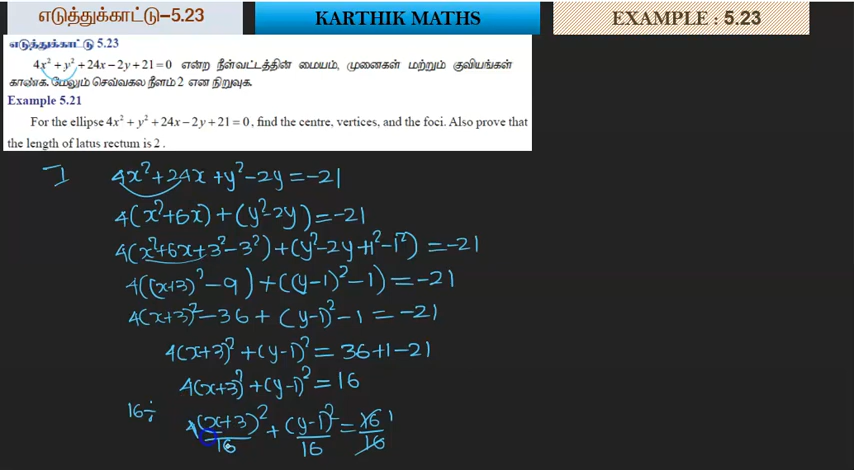 எடுத்துக்காட்டு-5.23
KARTHIK MATHS
EXAMPLE : 5.23
எடுத்துக்காட்டு 5.23
4x² + y² + 24x − 2y + 21 = 0 என்ற நீள்வட்டத்தின் மையம், முனைகள் மற்றும் குவியங்கள்
காண்க. மேலும் செவ்வகல நீளம் 2 என நிறுவுக.
Example 5.21
For the ellipse 4x² + y² + 24x − 2y + 21 = 0, find the centre, vertices, and the foci. Also prove that
the length of latus rectum is 2 .
4x²+24x+y²-2y=-21
4(x²+6x)+(y²-2y)=-21
4(x²+6x+3²-3²)+(y²-2y+1²-1²)=-21
4((x+3)²-9)+((y-1)²-1)=-21
4(x+3)²-36+(y-1)²-1=-21
4(x+3)²+(y-1)²=36+1-21
4(x+3)²+(y-1)²=16
16÷ 4(x+3)²/16+(y-1)²/16=16/16 1